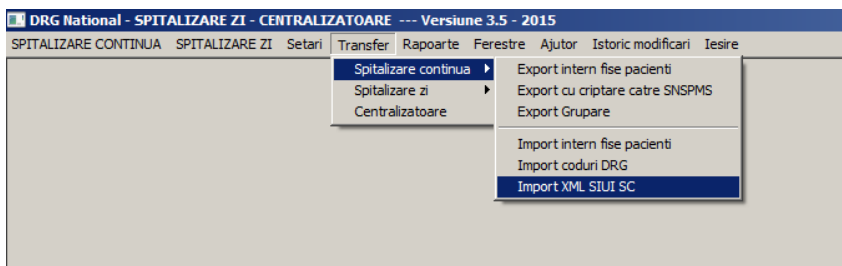 DRG National - SPITALIZARE ZI - CENTRALIZATOARE --- Versiune 3.5 - 2015
SPITALIZARE CONTINUA SPITALIZARE ZI Setari Transfer Rapoarte Ferestre Ajutor Istoric modificari Iesire
Spitalizare continua
Spitalizare zi
Centralizatoare
Export intern fise pacienti
Export cu criptare catre SNSPMS
Export Grupare
Import intern fise pacienti
Import coduri DRG
Import XML SIUI SC